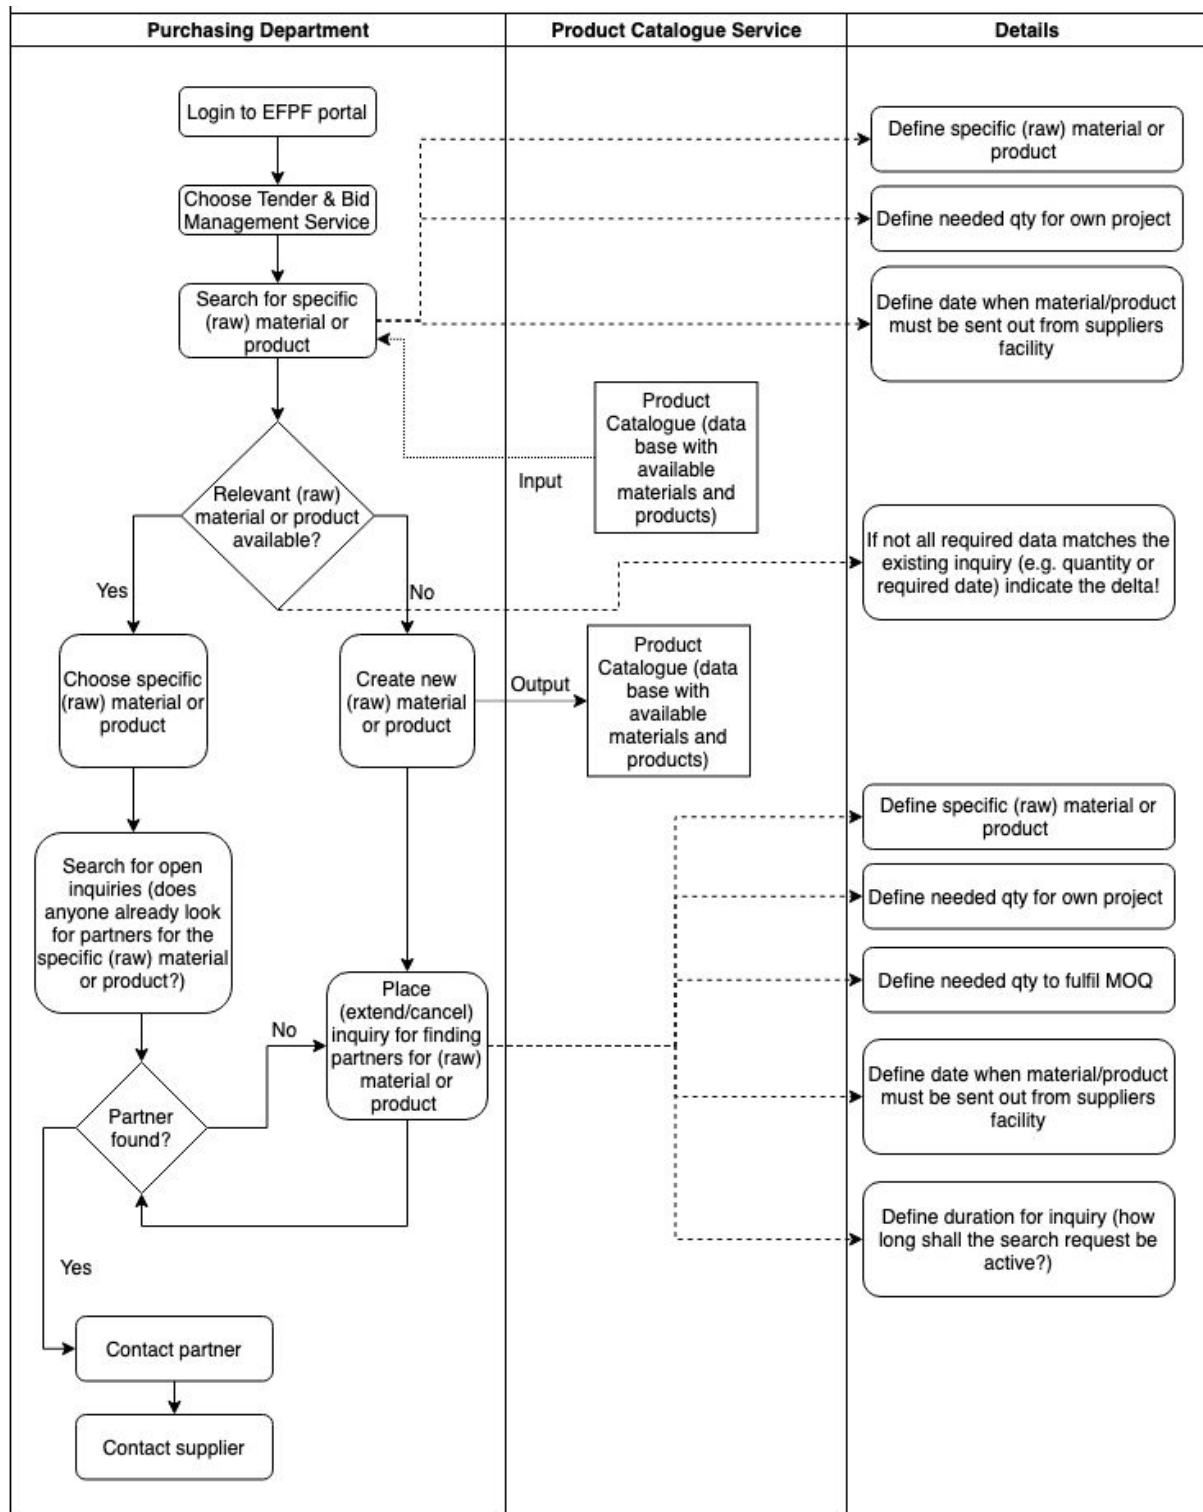 Purchasing Department
Product Catalogue Service
Details
Login to EFPF portal
Choose Tender & Bid
Management Service
Search for specific
(raw) material or
product
Define specific (raw) material or
product
Define needed qty for own project
Define date when material/product
must be sent out from suppliers
facility
Product
Catalogue (data
base with
available
materials and
products)
Input
Relevant (raw)
material or product
available?
If not all required data matches the
existing inquiry (e.g. quantity or
required date) indicate the delta!
Yes
No
Choose specific
(raw) material or
product
Create new
(raw) material
or product
Output
Product
Catalogue (data
base with
available
materials and
products)
Search for open
inquiries (does
anyone already look
for partners for the
specific (raw) material
or product?)
Place
(extend/cancel)
inquiry for finding
partners for (raw)
material or
product
Define specific (raw) material or
product
Define needed qty for own project
Define needed qty to fulfil MOQ
Define date when material/product
must be sent out from suppliers
facility
Define duration for inquiry (how
long shall the search request be
active?)
No
Partner
found?
Yes
Contact partner
Contact supplier